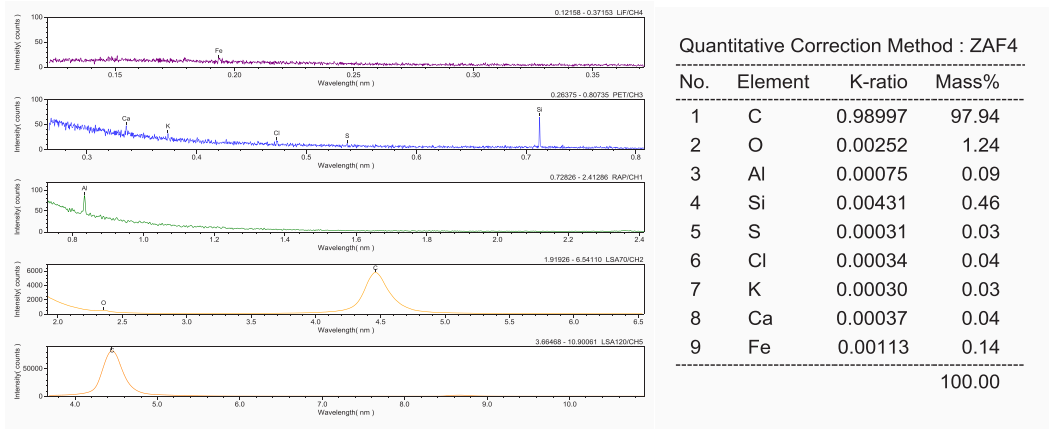 0.12158 - 0.37153 LiF/CH4
Intensity( counts )
100
50
0
Fe
0.15 0.20 0.25 0.30 0.35
Wavelength( nm )
0.26375 - 0.80735 PET/CH3
Intensity( counts )
100
50
0
Ca K Cl S Si
0.3 0.4 0.5 0.6 0.7 0.8
Wavelength( nm )
0.72826 - 2.41286 RAP/CH1
Intensity( counts )
100
50
0
Al
0.8 1.0 1.2 1.4 1.6 1.8 2.0 2.2 2.4
Wavelength( nm )
1.91926 - 6.54110 LSA70/CH2
Intensity( counts )
6000
4000
2000
0
O C
2.0 2.5 3.0 3.5 4.0 4.5 5.0 5.5 6.0 6.5
Wavelength( nm )
3.66468 - 10.90061 LSA120/CH5
Intensity( counts )
50000
0
C
4.0 5.0 6.0 7.0 8.0 9.0 10.0
Wavelength( nm )
Quantitative Correction Method : ZAF4
No. Element K-ratio Mass%
1 C 0.98997 97.94
2 O 0.00252 1.24
3 Al 0.00075 0.09
4 Si 0.00431 0.46
5 S 0.00031 0.03
6 Cl 0.00034 0.04
7 K 0.00030 0.03
8 Ca 0.00037 0.04
9 Fe 0.00113 0.14
100.00